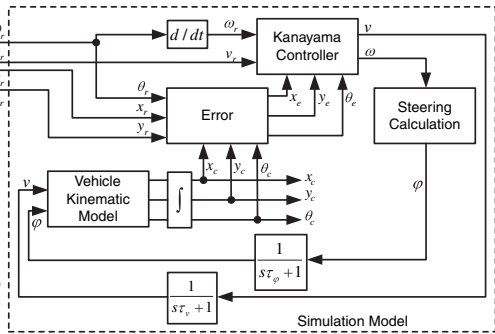 d / dt
ω_r
Kanayama
Controller
v
ω
v_r
θ_r
x_r
y_r
Error
x_e
y_e
θ_e
Steering
Calculation
x_c
y_c
θ_c
v
Vehicle
Kinematic
Model
φ
∫
x_c
y_c
θ_c
φ
1
sτ_φ +1
1
sτ_v +1
Simulation Model